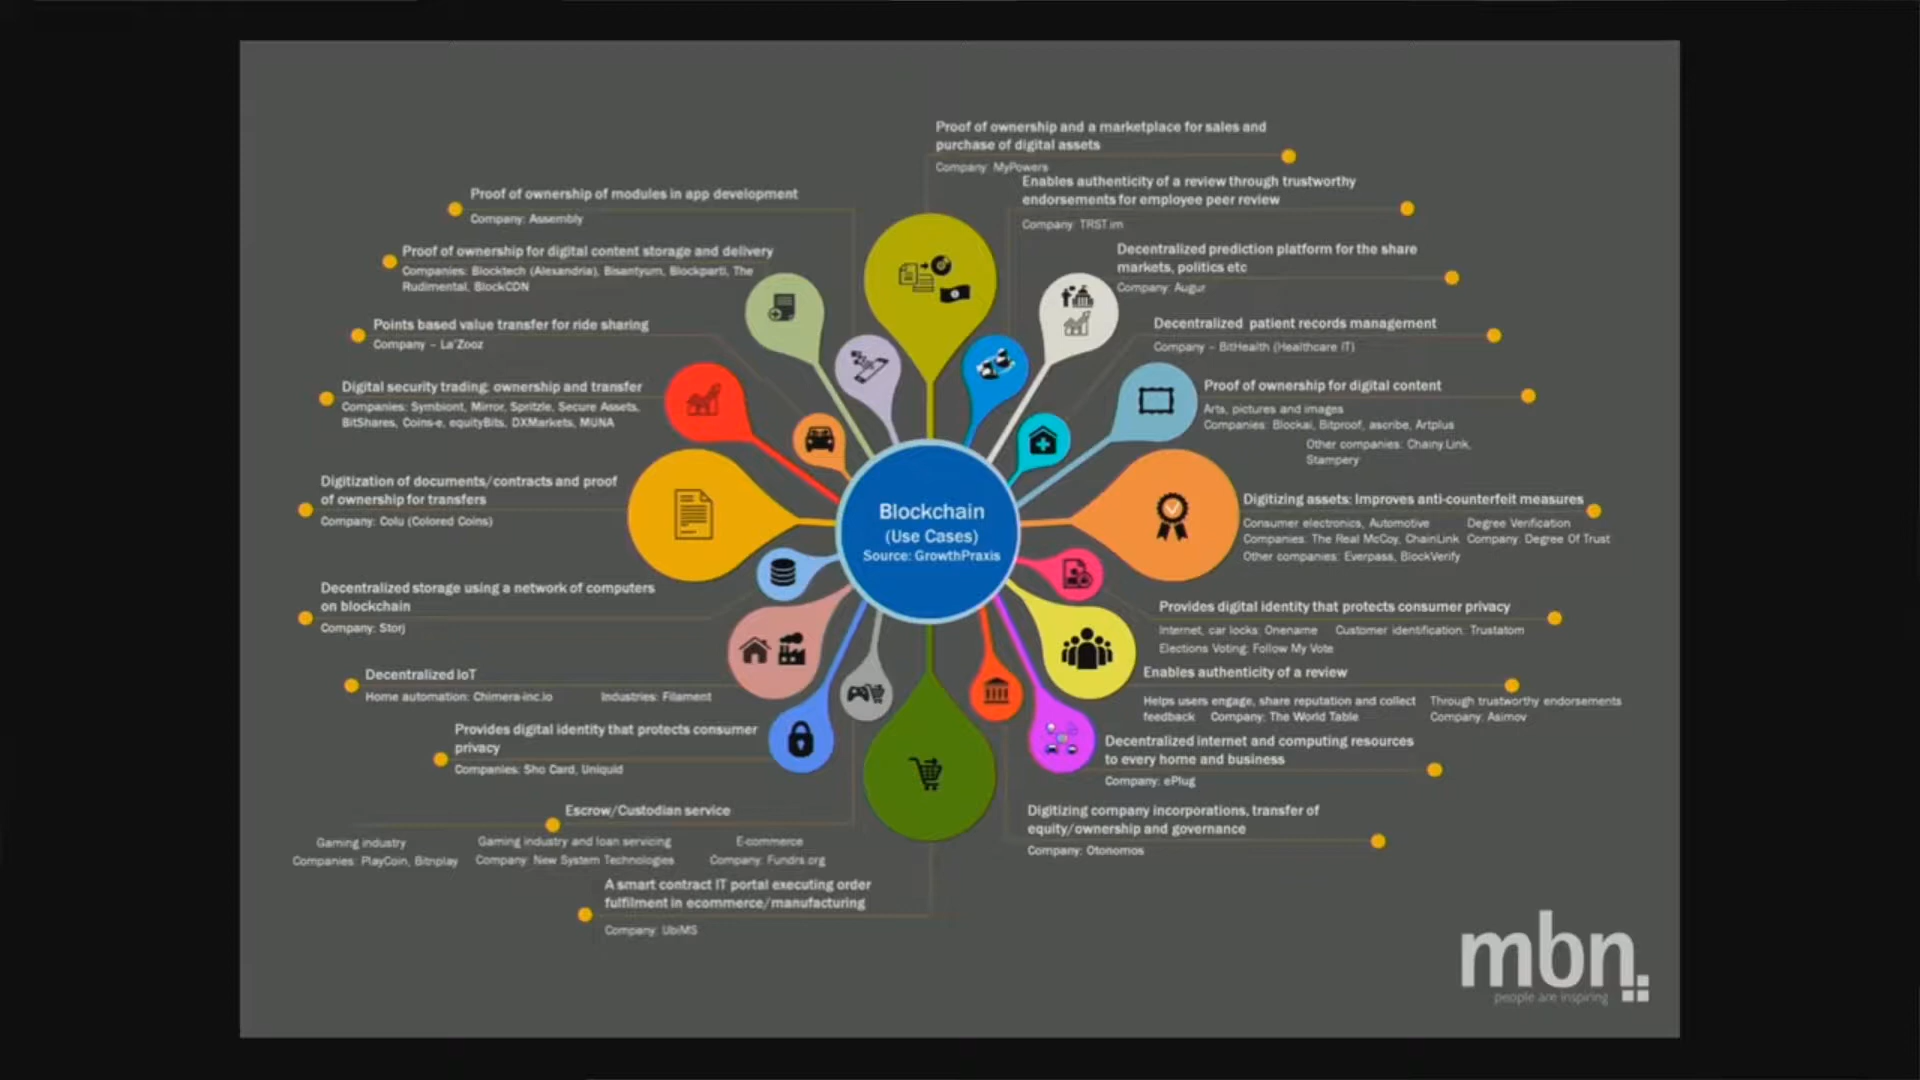 Proof of ownership and a marketplace for sales and
purchase of digital assets
Company: MyPowers
Enables authenticity of a review through trustworthy
endorsements for employee peer review
Company: TRST.im
Decentralized prediction platform for the share
markets, politics etc
Company: Augur
Decentralized patient records management
Company – BitHealth (Healthcare IT)
Proof of ownership for digital content
Arts, pictures and images
Companies: Blockai, Bitproof, ascribe, Artplus
Other companies: Chainy.Link,
Stampery
Digitizing assets: Improves anti-counterfeit measures
Consumer electronics, Automotive
Companies: The Real McCoy, ChainLink
Degree Verification
Company: Degree Of Trust
Other companies: Everpass, BlockVerify
Provides digital identity that protects consumer privacy
Internet, car locks: Onename
Customer identification: Trustatom
Elections Voting: Follow My Vote
Enables authenticity of a review
Helps users engage, share reputation and collect
feedback Company: The World Table
Through trustworthy endorsements
Company: Asimov
Decentralized internet and computing resources
to every home and business
Company: ePlug
Digitizing company incorporations, transfer of
equity/ownership and governance
Company: Otonomos
Proof of ownership of modules in app development
Company: Assembly
Proof of ownership for digital content storage and delivery
Companies: Blocktech (Alexandria), Bisantyum, Blockparti, The
Rudimental, BlockCDN
Points based value transfer for ride sharing
Company – La'Zooz
Digital security trading: ownership and transfer
Companies: Symbiont, Mirror, Spritzle, Secure Assets,
BitShares, Coins-e, equityBits, DXMarkets, MUNA
Digitization of documents/contracts and proof
of ownership for transfers
Company: Colu (Colored Coins)
Decentralized storage using a network of computers
on blockchain
Company: Storj
Decentralized IoT
Home automation: Chimera-inc.io
Industries: Filament
Provides digital identity that protects consumer
privacy
Companies: Sho Card, Uniquid
Escrow/Custodian service
Gaming industry
Companies: PlayCoin, Bitnplay
Gaming industry and loan servicing
Company: New System Technologies
E-commerce
Company: Fundrs.org
A smart contract IT portal executing order
fulfilment in ecommerce/manufacturing
Company: UbiMS
Blockchain
(Use Cases)
Source: GrowthPraxis
mbn
people are inspiring